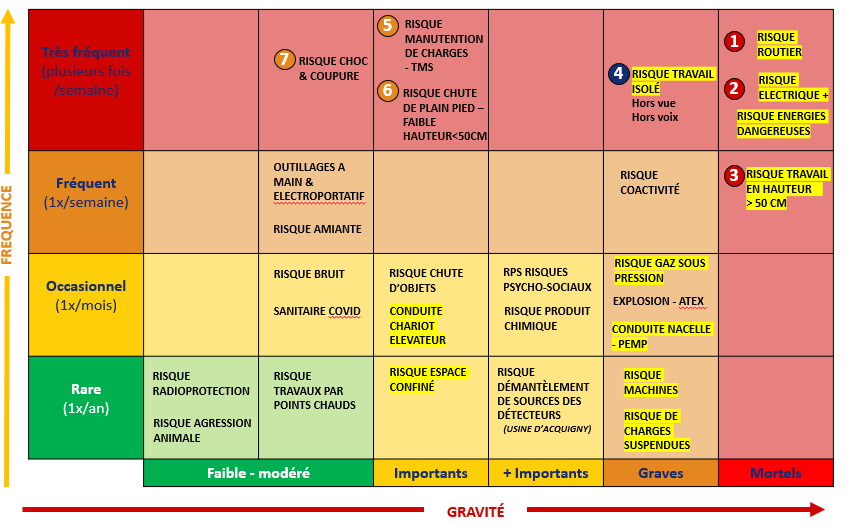 FREQUENCE
Très fréquent
(plusieurs fois
/semaine)
7
RISQUE CHOC
& COUPURE
5
RISQUE
MANUTENTION
DE CHARGES
- TMS
6
RISQUE CHUTE
DE PLAIN PIED –
FAIBLE
HAUTEUR<50CM
4
RISQUE TRAVAIL
ISOLÉ
Hors vue
Hors voix
1
RISQUE
ROUTIER
2
RISQUE
ELECTRIQUE +
RISQUE ENERGIES
DANGEREUSES
Fréquent
(1x/semaine)
OUTILLAGES A
MAIN &
ELECTROPORTATIF
RISQUE AMIANTE
RISQUE
COACTIVITÉ
3
RISQUE TRAVAIL
EN HAUTEUR
> 50 CM
Occasionnel
(1x/mois)
RISQUE BRUIT
SANITAIRE COVID
RISQUE CHUTE
D'OBJETS
CONDUITE
CHARIOT
ELEVATEUR
RPS RISQUES
PSYCHO-SOCIAUX
RISQUE PRODUIT
CHIMIQUE
RISQUE GAZ SOUS
PRESSION
EXPLOSION - ATEX
CONDUITE NACELLE
- PEMP
Rare
(1x/an)
RISQUE
RADIOPROTECTION
RISQUE AGRESSION
ANIMALE
RISQUE
TRAVAUX PAR
POINTS CHAUDS
RISQUE ESPACE
CONFINÉ
RISQUE
DÉMANTÈLEMENT
DE SOURCES DES
DÉTECTEURS
(USINE D'ACQUIGNY)
RISQUE
MACHINES
RISQUE DE
CHARGES
SUSPENDUES
Faible - modéré
Importants
+ Importants
Graves
Mortels
GRAVITÉ